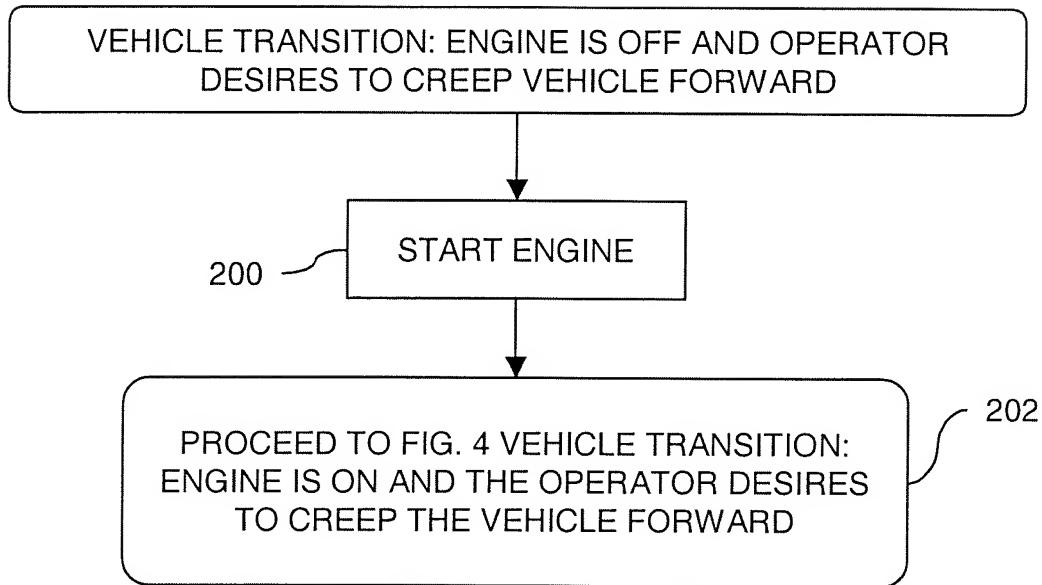 VEHICLE TRANSITION: ENGINE IS OFF AND OPERATOR
DESIRES TO CREEP VEHICLE FORWARD
START ENGINE
200
202
PROCEED TO FIG. 4 VEHICLE TRANSITION:
ENGINE IS ON AND THE OPERATOR DESIRES
TO CREEP THE VEHICLE FORWARD